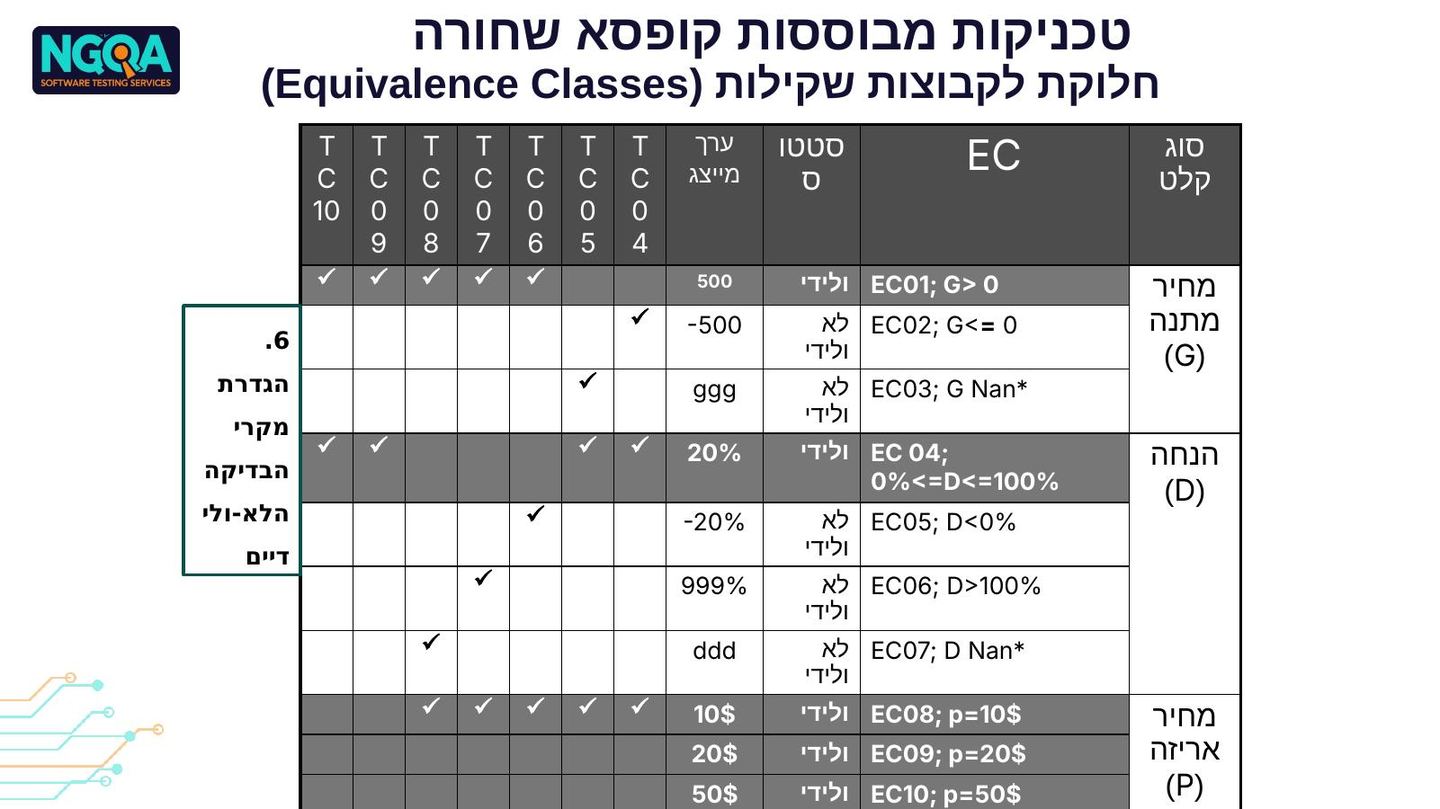 NGQA
SOFTWARE TESTING SERVICES
טכניקות מבוססות קופסא שחורה
חלוקת לקבוצות שקילות (Equivalence Classes)
סוג קלט | EC | סטטוס | ערך מייצג | TC04 | TC05 | TC06 | TC07 | TC08 | TC09 | TC10
מחיר מתנה (G) | EC01; G> 0 | ולידי | 500 | | | ✓ | ✓ | ✓ | ✓ | ✓
EC02; G<= 0 | לא ולידי | -500 | ✓ | | | | | |
EC03; G Nan* | לא ולידי | ggg | | ✓ | | | | |
הנחה (D) | EC 04; 0%<=D<=100% | ולידי | 20% | ✓ | ✓ | | | | ✓ | ✓
EC05; D<0% | לא ולידי | -20% | | | ✓ | | | |
EC06; D>100% | לא ולידי | 999% | | | | ✓ | | |
EC07; D Nan* | לא ולידי | ddd | | | | | ✓ | |
מחיר אריזה (P) | EC08; p=10$ | ולידי | 10$ | ✓ | ✓ | ✓ | ✓ | ✓ | |
EC09; p=20$ | ולידי | 20$ | | | | | | |
EC10; p=50$ | ולידי | 50$ | | | | | | |
6.
הגדרת
מקרי
הבדיקה
הלא-ולי
דיים